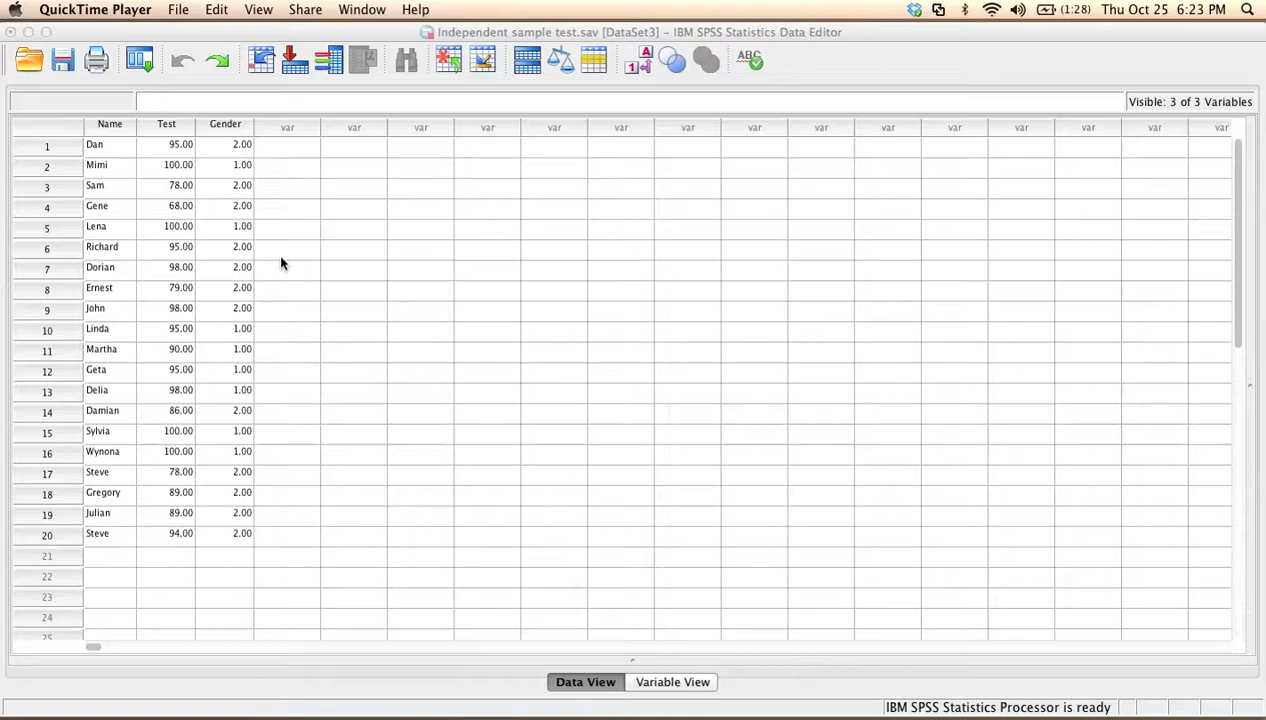 QuickTime Player File Edit View Share Window Help (1:28) Thu Oct 25 6:23 PM
Independent sample test.sav [DataSet3] – IBM SPSS Statistics Data Editor
A 1 ABC
Visible: 3 of 3 Variables
Name Test Gender var var var var var var var var var var var var var var var
1 Dan 95.00 2.00
2 Mimi 100.00 1.00
3 Sam 78.00 2.00
4 Gene 68.00 2.00
5 Lena 100.00 1.00
6 Richard 95.00 2.00
7 Dorian 98.00 2.00
8 Ernest 79.00 2.00
9 John 98.00 2.00
10 Linda 95.00 1.00
11 Martha 90.00 1.00
12 Geta 95.00 1.00
13 Delia 98.00 1.00
14 Damian 86.00 2.00
15 Sylvia 100.00 1.00
16 Wynona 100.00 1.00
17 Steve 78.00 2.00
18 Gregory 89.00 2.00
19 Julian 89.00 2.00
20 Steve 94.00 2.00
21
22
23
24
25
Data View Variable View
IBM SPSS Statistics Processor is ready